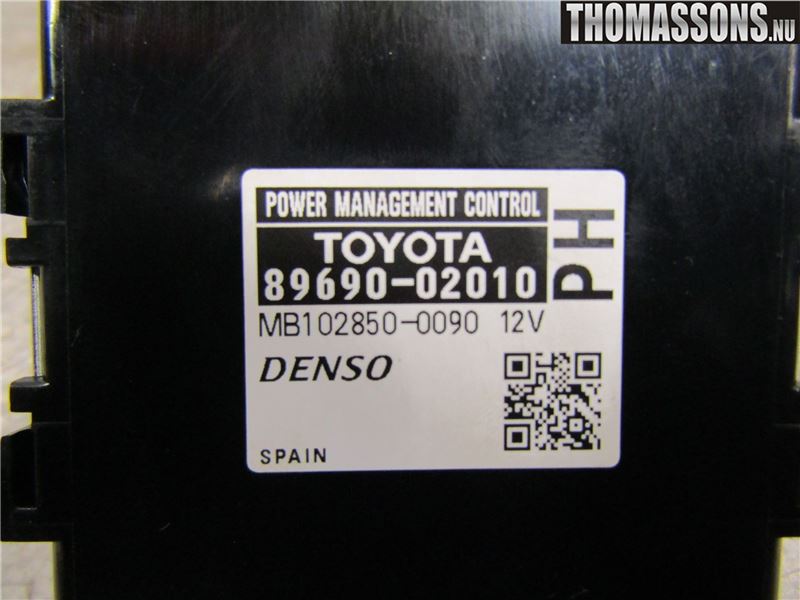 THOMASSONS.NU
POWER MANAGEMENT CONTROL
TOYOTA
89690-02010
PH
MB102850-0090 12V
DENSO
SPAIN